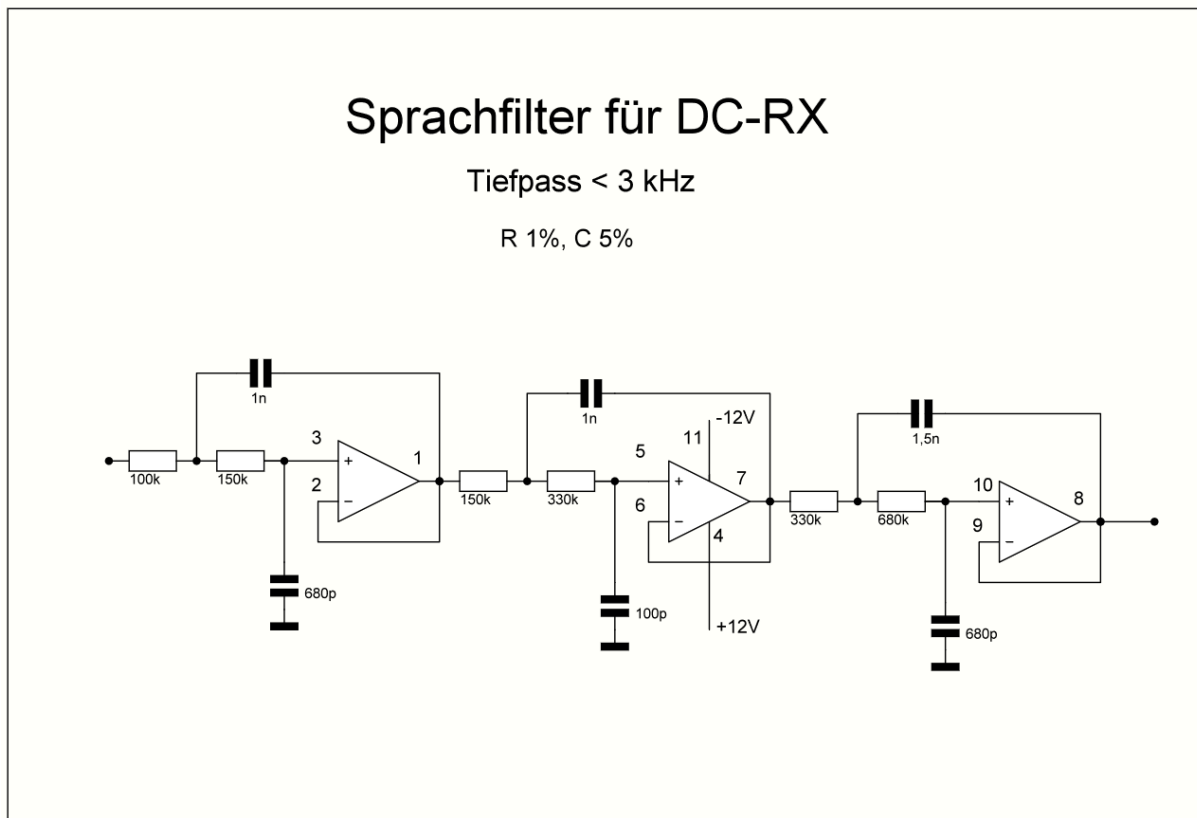 Sprachfilter für DC-RX
Tiefpass < 3 kHz
R 1%, C 5%
1n
100k
150k
3
2
+
−
1
680p
1n
150k
330k
5
6
+
−
11
-12V
7
4
+12V
100p
1,5n
330k
680k
10
9
+
−
8
680p